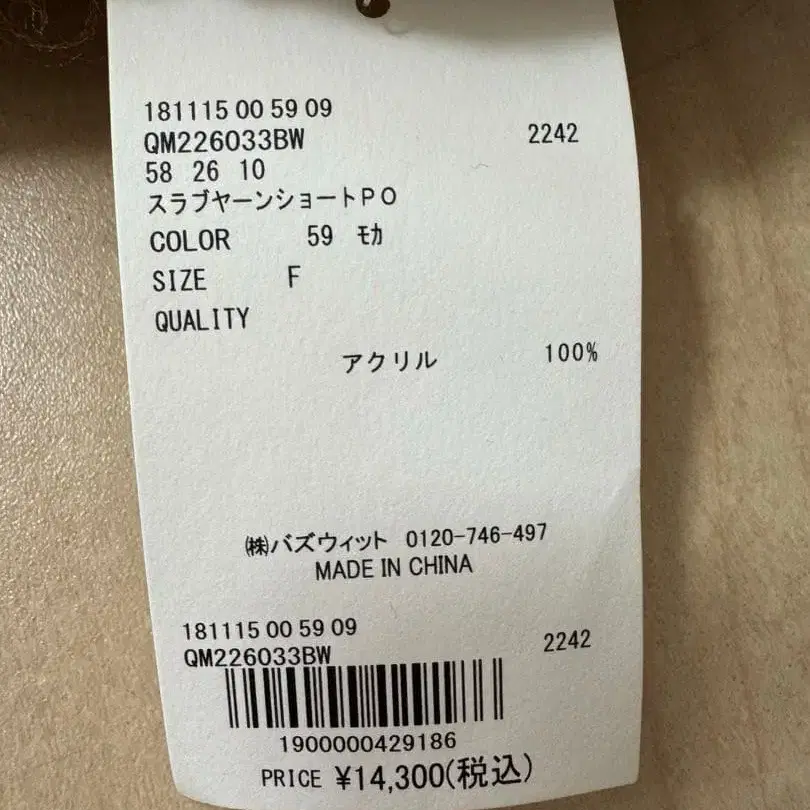 181115 00 59 09
QM226033BW 2242
58 26 10
スラブヤーンショートPO
COLOR 59 ﾓｶ
SIZE F
QUALITY
アクリル 100%
㈱バズウィット 0120-746-497
MADE IN CHINA
181115 00 59 09
QM226033BW 2242
1900000429186
PRICE ¥14,300(税込)